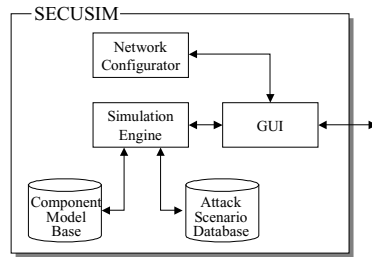 SECUSIM
Network
Configurator
Simulation
Engine
GUI
Component
Model
Base
Attack
Scenario
Database